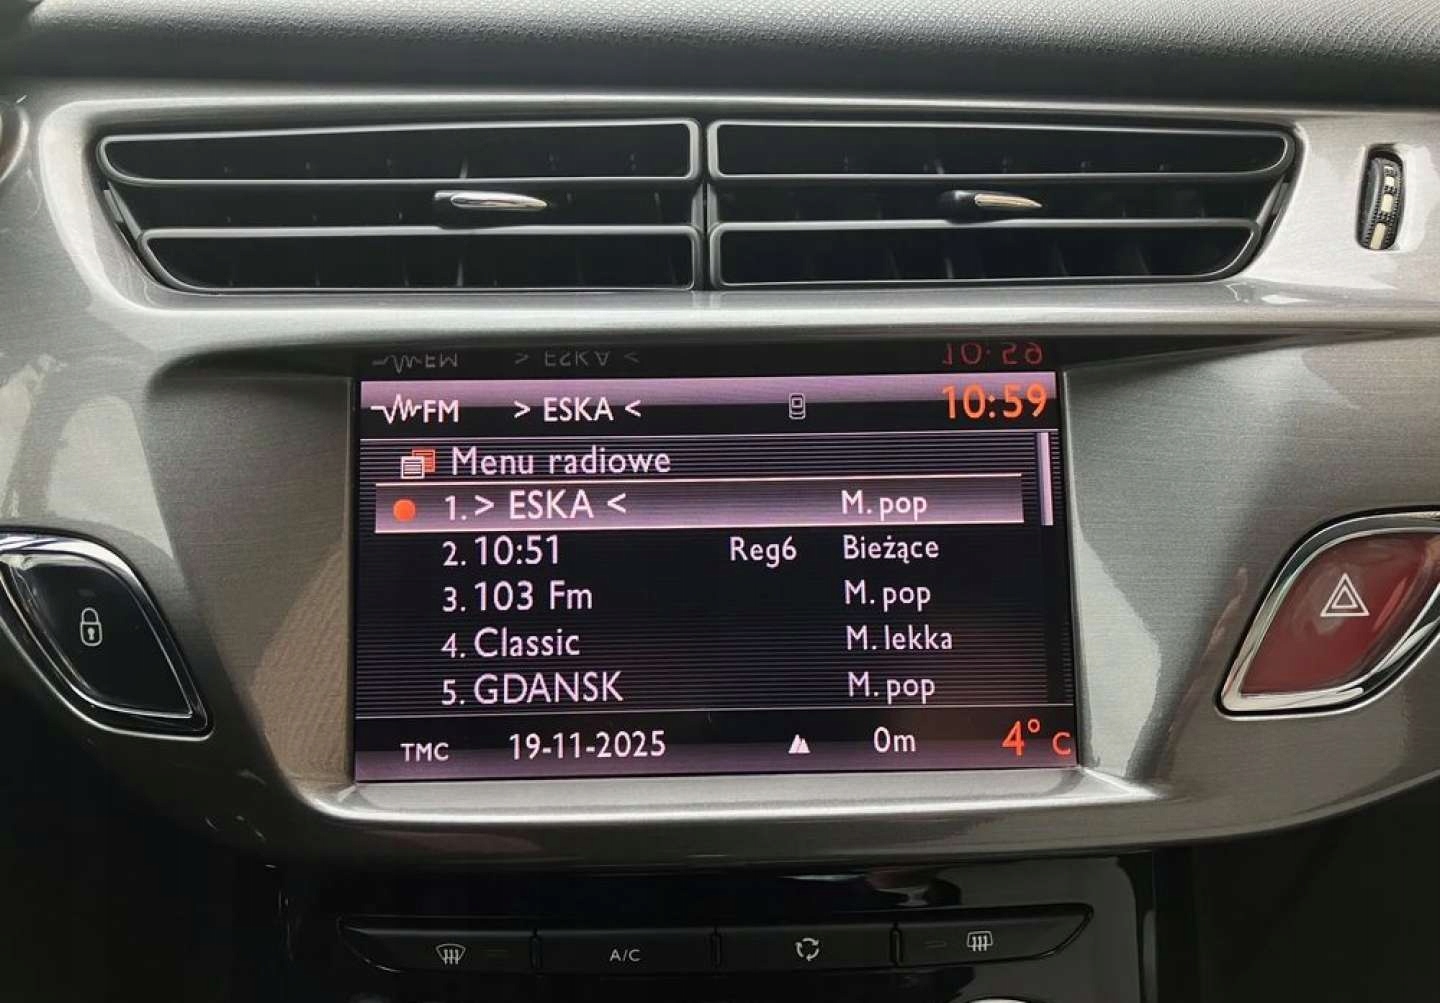 FM > ESKA < 10:59
Menu radiowe
1. > ESKA < M. pop
2. 10:51 Reg6 Bieżące
3. 103 Fm M. pop
4. Classic M. lekka
5. GDANSK M. pop
TMC 19-11-2025 0m 4° C
A/C